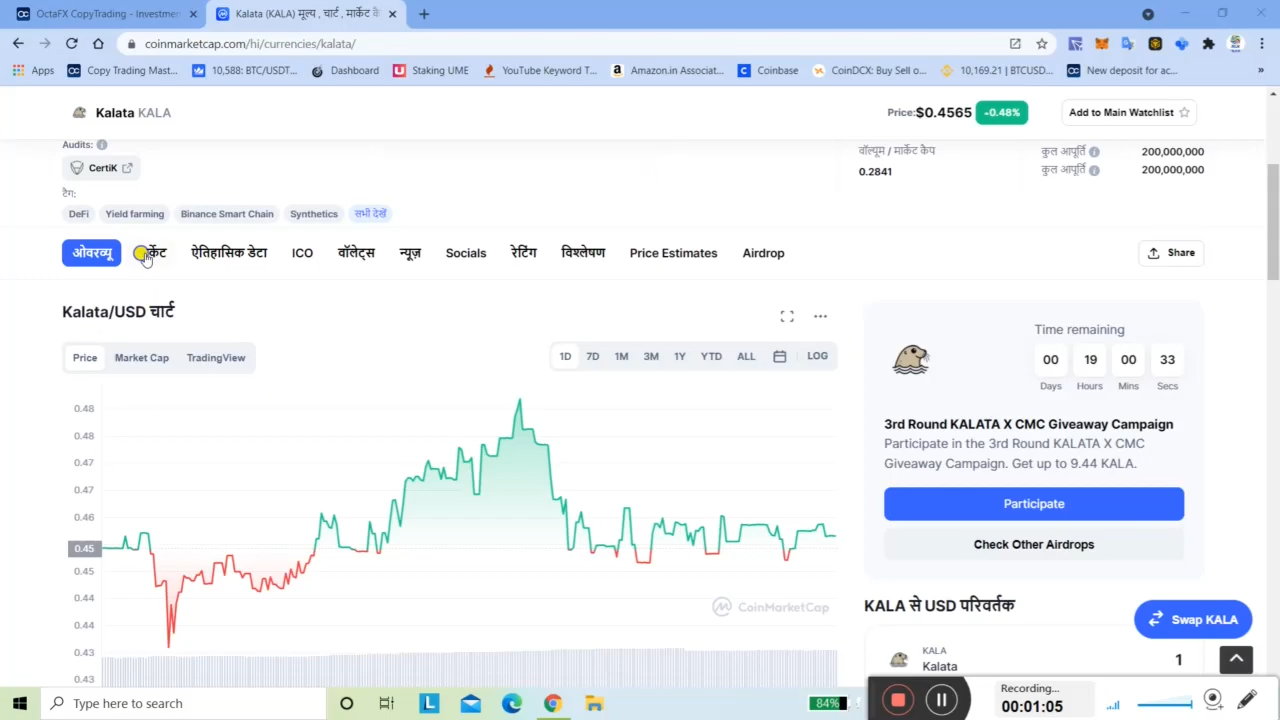 OctaFX CopyTrading - Investmen
Kalata (KALA) मूल्य , चार्ट , मार्केट कै
coinmarketcap.com/hi/currencies/kalata/
Apps
Copy Trading Mast...
10,588: BTC/USDT...
Dashboard
Staking UME
YouTube Keyword T...
Amazon.in Associat...
Coinbase
CoinDCX: Buy Sell o...
10,169.21 | BTCUSD...
New deposit for ac...
»
Kalata KALA
Price:$0.4565
-0.48%
Add to Main Watchlist
Audits:
वॉल्यूम / मार्केट कैप
कुल आपूर्ति
200,000,000
CertiK
0.2841
कुल आपूर्ति
200,000,000
टैग:
DeFi
Yield farming
Binance Smart Chain
Synthetics
सभी देखें
ओवरव्यू
ऐतिहासिक डेटा
ICO
वॉलेट्स
न्यूज़
Socials
रेटिंग
विश्लेषण
Price Estimates
Airdrop
Share
Kalata/USD चार्ट
Price
Market Cap
TradingView
1D
7D
1M
3M
1Y
YTD
ALL
LOG
0.48
0.48
0.47
0.47
0.46
0.45
0.45
0.44
0.44
0.43
0.43
CoinMarketCap
Time remaining
00
19
00
33
Days
Hours
Mins
Secs
3rd Round KALATA X CMC Giveaway Campaign
Participate in the 3rd Round KALATA X CMC
Giveaway Campaign. Get up to 9.44 KALA.
Participate
Check Other Airdrops
KALA से USD परिवर्तक
Swap KALA
KALA
Kalata
1
Type here to search
L
84%
Recording...
00:01:05